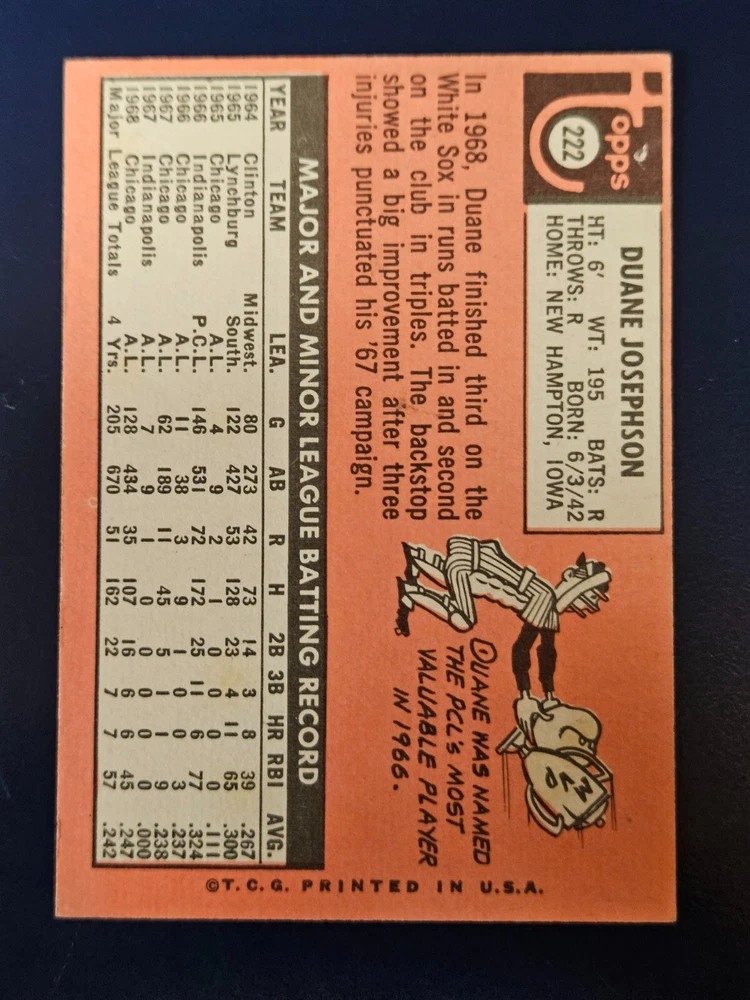 Topps
222
DUANE JOSEPHSON
HT: 6' WT: 195 BATS: R
THROWS: R BORN: 6/3/42
HOME: NEW HAMPTON, IOWA
In 1968, Duane finished third on the
White Sox in runs batted in and second
on the club in triples. The backstop
showed a big improvement after three
injuries punctuated his '67 campaign.
DUANE WAS NAMED
THE PCL'S MOST
VALUABLE PLAYER
IN 1966.
MAJOR AND MINOR LEAGUE BATTING RECORD
YEAR TEAM LEA. G AB R H 2B 3B HR RBI AVG.
1964 Clinton Midwest. 80 273 42 73 14 3 8 39 .267
1965 Lynchburg South. 122 427 53 128 23 4 11 65 .300
1965 Chicago A.L. 4 9 2 1 0 0 0 0 .111
1966 Indianapolis P.C.L. 146 531 72 172 25 11 6 77 .324
1966 Chicago A.L. 11 38 3 9 1 0 0 3 .237
1967 Chicago A.L. 62 189 11 45 5 1 1 9 .238
1967 Indianapolis A.L. 7 9 1 0 0 0 0 0 .000
1968 Chicago A.L. 128 434 35 107 16 6 6 45 .247
Major League Totals 4 Yrs. 205 670 51 162 22 7 7 57 .242
©T.C.G. PRINTED IN U.S.A.